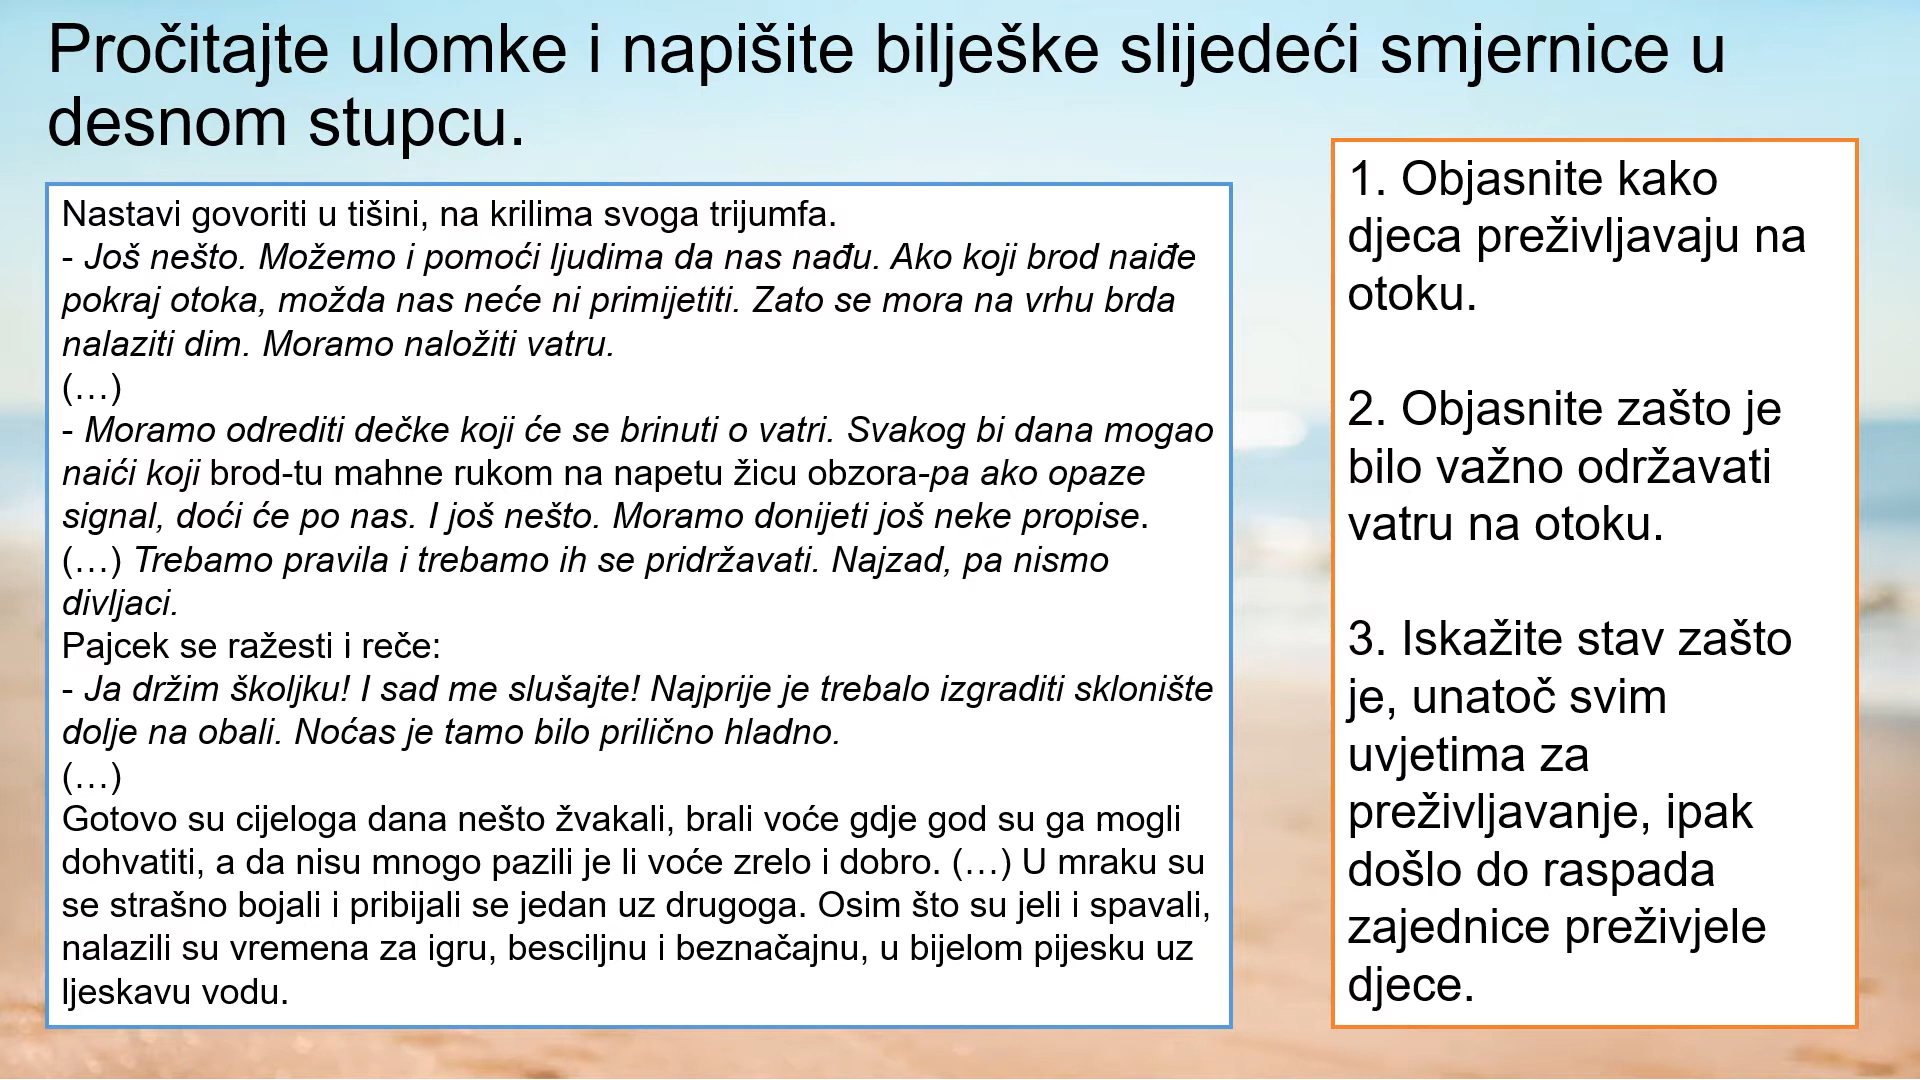 Pročitajte ulomke i napišite bilješke slijedeći smjernice u
desnom stupcu.
Nastavi govoriti u tišini, na krilima svoga trijumfa.
- Još nešto. Možemo i pomoći ljudima da nas nađu. Ako koji brod naiđe
pokraj otoka, možda nas neće ni primijetiti. Zato se mora na vrhu brda
nalaziti dim. Moramo naložiti vatru.
(…)
- Moramo odrediti dečke koji će se brinuti o vatri. Svakog bi dana mogao
naići koji brod-tu mahne rukom na napetu žicu obzora-pa ako opaze
signal, doći će po nas. I još nešto. Moramo donijeti još neke propise.
(…) Trebamo pravila i trebamo ih se pridržavati. Najzad, pa nismo
divljaci.
Pajcek se ražesti i reče:
- Ja držim školjku! I sad me slušajte! Najprije je trebalo izgraditi sklonište
dolje na obali. Noćas je tamo bilo prilično hladno.
(…)
Gotovo su cijeloga dana nešto žvakali, brali voće gdje god su ga mogli
dohvatiti, a da nisu mnogo pazili je li voće zrelo i dobro. (…) U mraku su
se strašno bojali i pribijali se jedan uz drugoga. Osim što su jeli i spavali,
nalazili su vremena za igru, besciljnu i beznačajnu, u bijelom pijesku uz
ljeskavu vodu.
1. Objasnite kako
djeca preživljavaju na
otoku.
2. Objasnite zašto je
bilo važno održavati
vatru na otoku.
3. Iskažite stav zašto
je, unatoč svim
uvjetima za
preživljavanje, ipak
došlo do raspada
zajednice preživjele
djece.